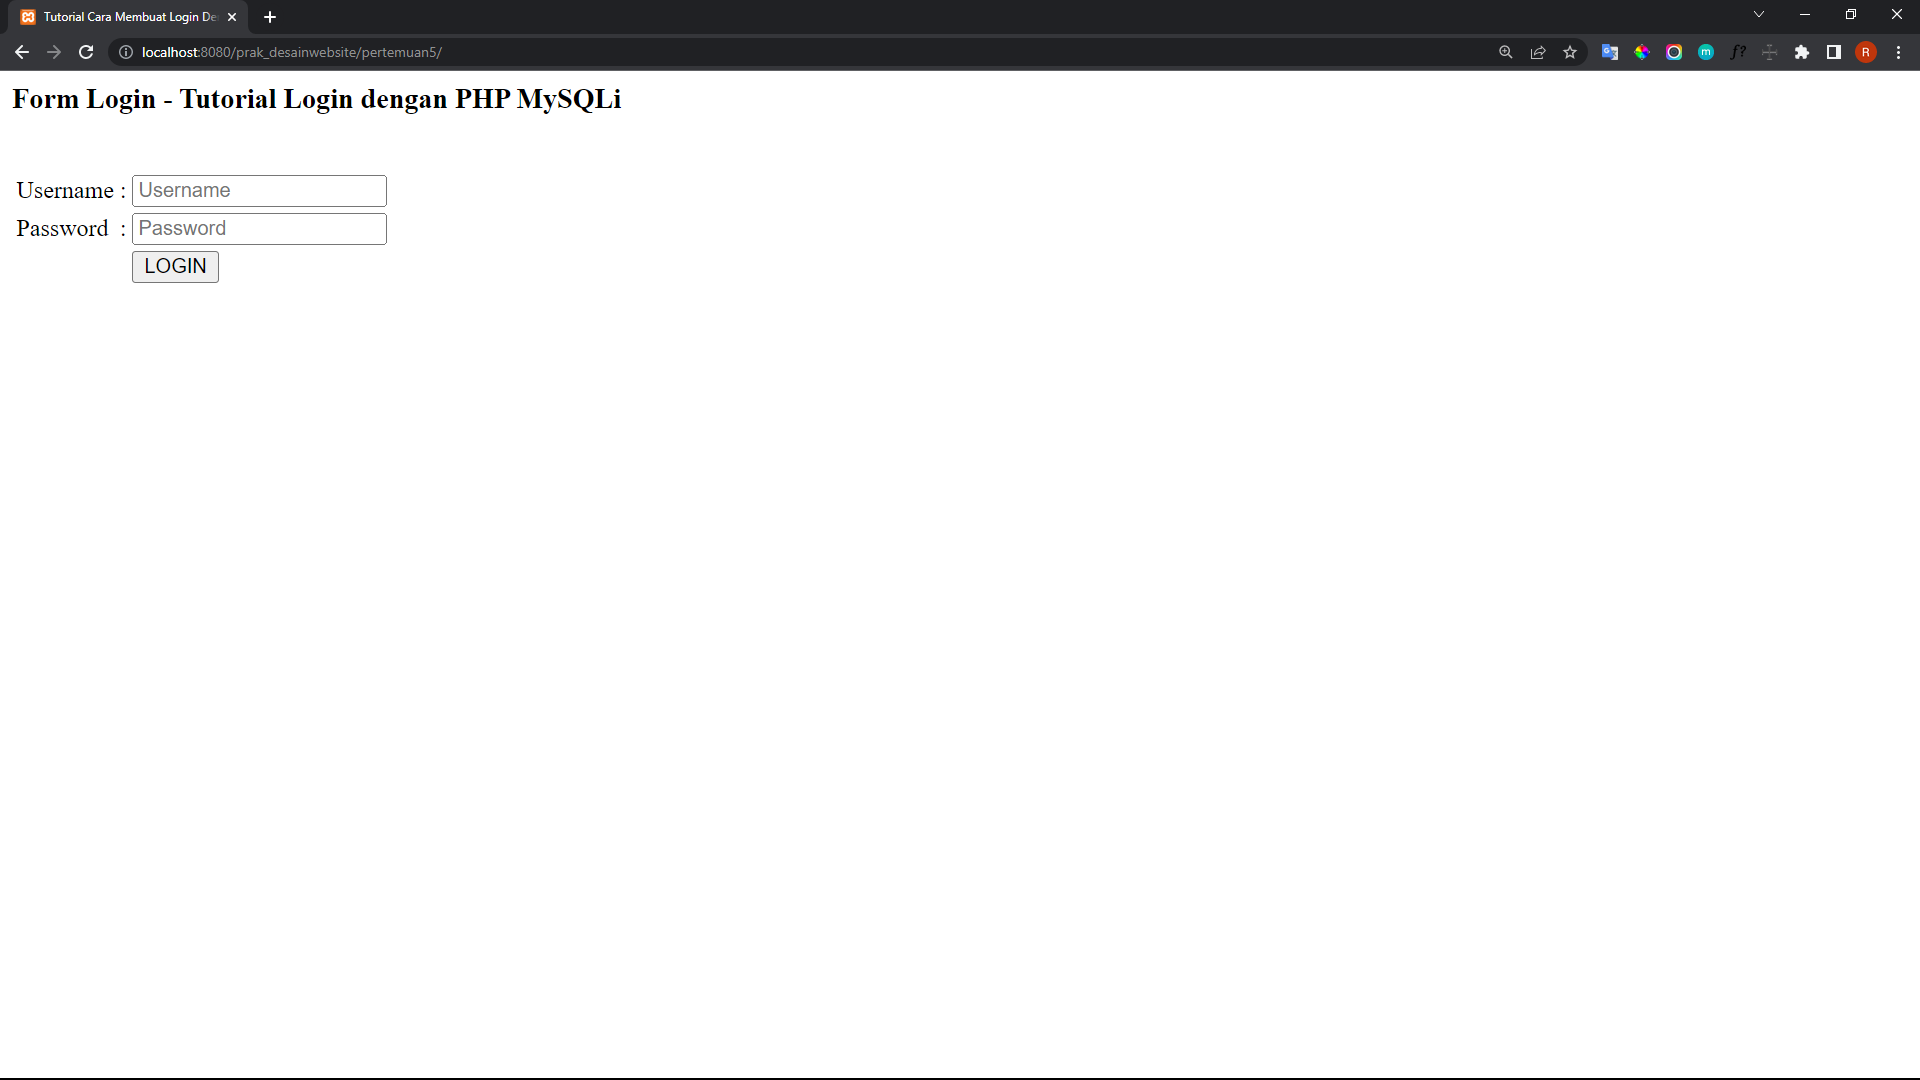 Tutorial Cara Membuat Login De
localhost:8080/prak_desainwebsite/pertemuan5/
m
f?
R
Form Login - Tutorial Login dengan PHP MySQLi
Username : Username
Password : Password
LOGIN